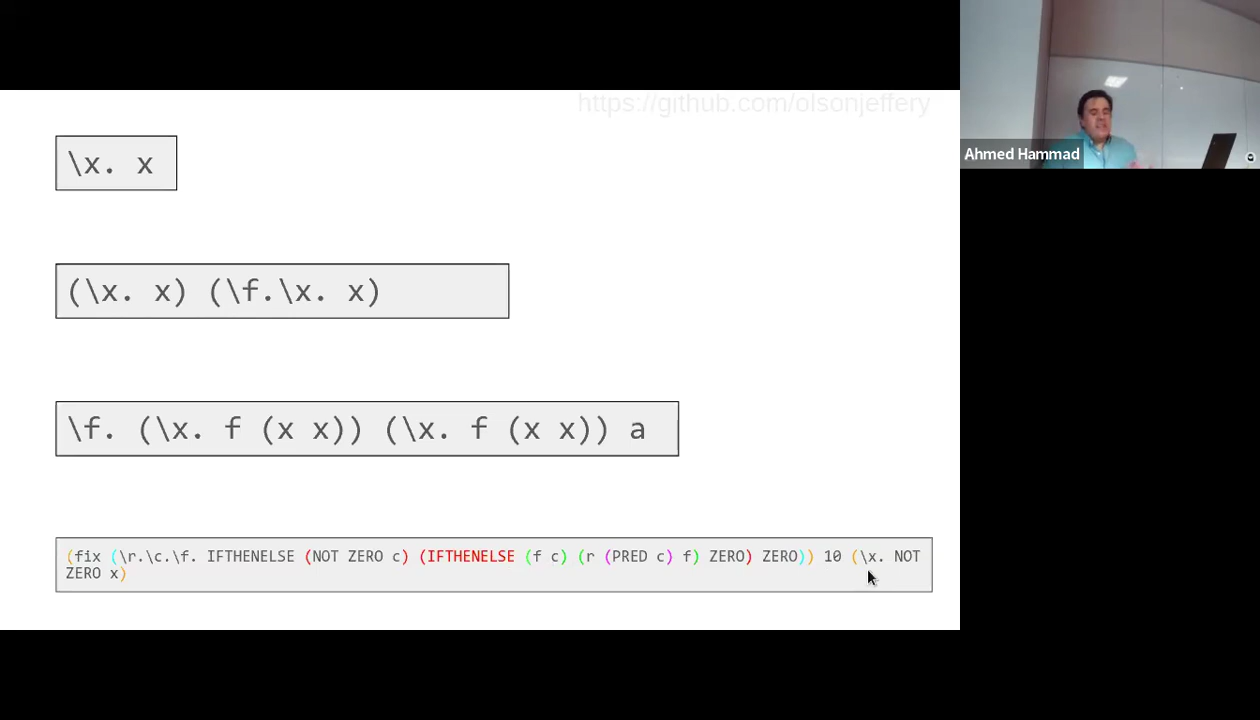 https://github.com/olsonjeffery
\x. x
(\x. x) (\f.\x. x)
\f. (\x. f (x x)) (\x. f (x x)) a
(fix (\r.\c.\f. IFTHENELSE (NOT ZERO c) (IFTHENELSE (f c) (r (PRED c) f) ZERO) ZERO)) 10 (\x. NOT
ZERO x)
Ahmed Hammad